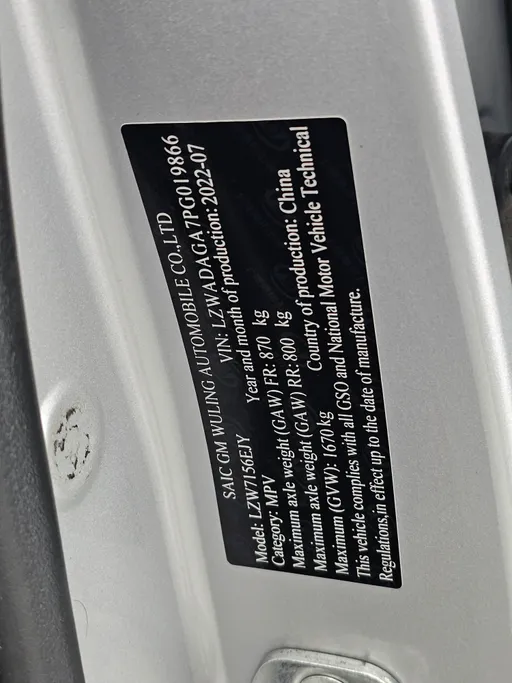 SAIC GM WULING AUTOMOBILE CO.,LTD
Model: LZW7156EJY VIN: LZWADAGA7PG019866
Category: MPV Year and month of production: 2022-07
Maximum axle weight (GAW) FR: 870 kg
Maximum axle weight (GAW) RR: 800 kg
Maximum (GVW): 1670 kg Country of production: China
This vehicle complies with all GSO and National Motor Vehicle Technical
Regulations,in effect up to the date of manufacture.